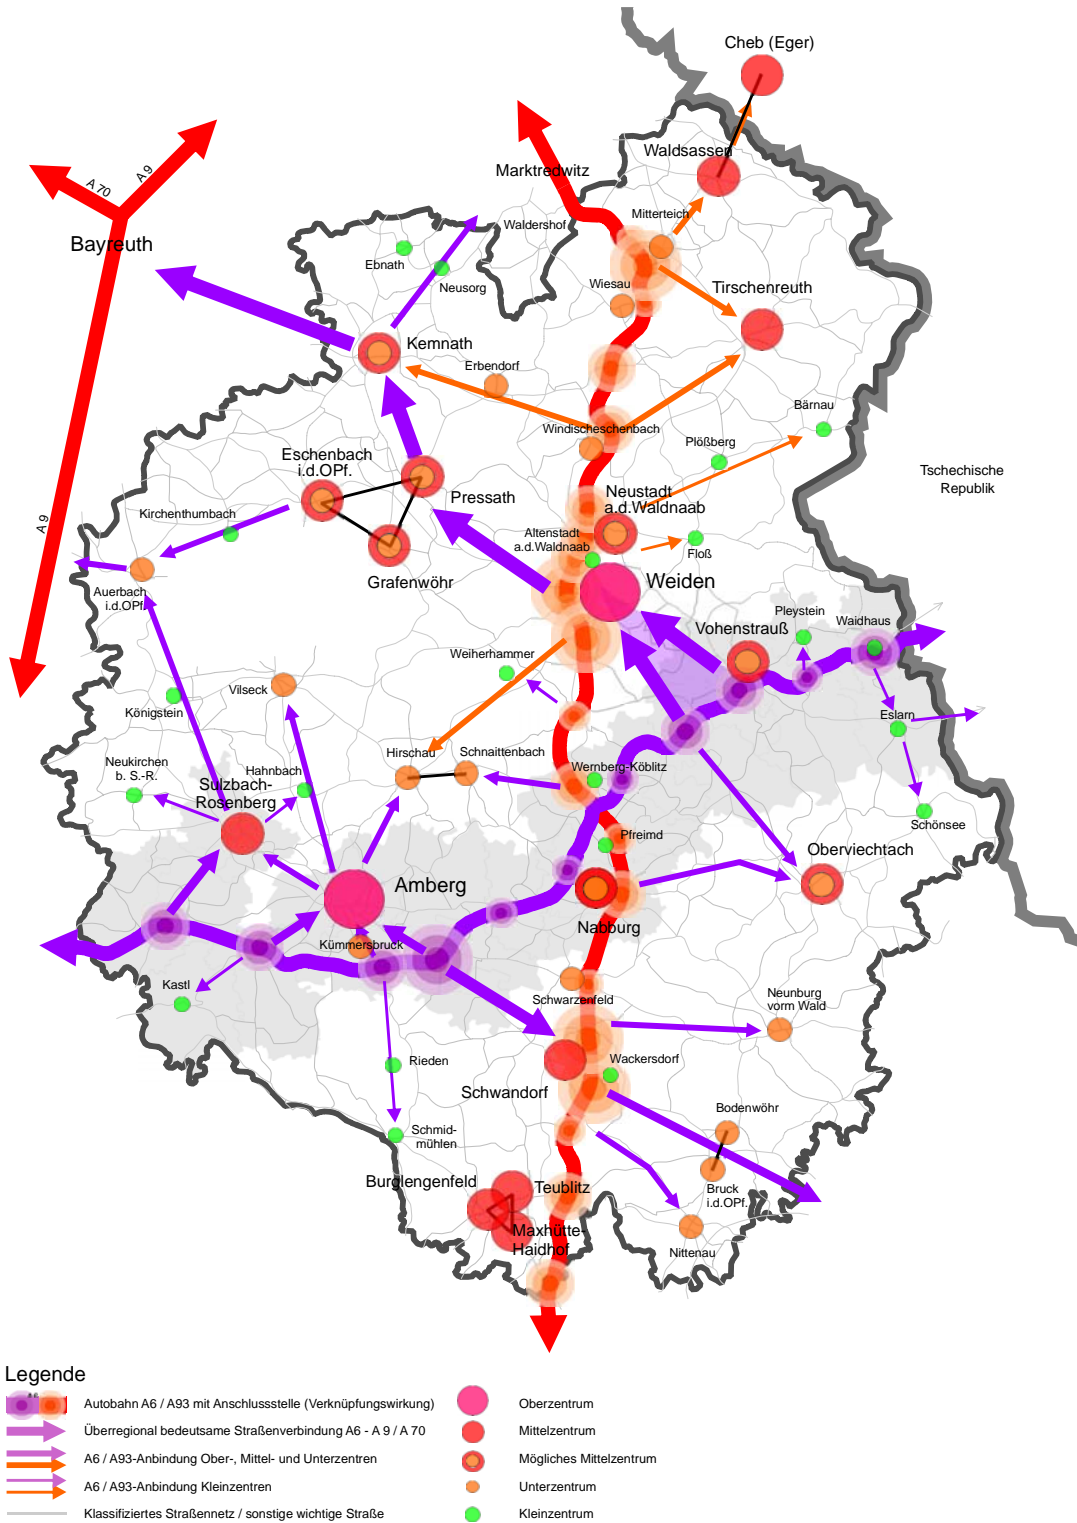 Cheb (Eger)
Waldsassen
Marktredwitz
A 70
A 9
Mitterteich
Waldershof
Bayreuth
Ebnath
Neusorg
Wiesau
Tirschenreuth
Kemnath
Erbendorf
Bärnau
Windischeschenbach
Plößberg
Eschenbach
i.d.OPf.
Tschechische
Republik
Pressath
Neustadt
a.d.Waldnaab
Kirchenthumbach
A 9
Altenstadt
a.d.Waldnaab
Floß
Grafenwöhr
Weiden
Auerbach
i.d.OPf.
Pleystein
Waidhaus
Vohenstrauß
Weiherhammer
Vilseck
Königstein
Eslarn
Hirschau
Schnaittenbach
Neukirchen
b. S.-R.
Hahnbach
Wernberg-Köblitz
Sulzbach-
Rosenberg
Pfreimd
Schönsee
Oberviechtach
Amberg
Nabburg
Kümmersbruck
Kastl
Schwarzenfeld
Neunburg
vorm Wald
Rieden
Wackersdorf
Schwandorf
Bodenwöhr
Schmid-
mühlen
Burglengenfeld
Teublitz
Bruck
i.d.OPf.
Maxhütte-
Haidhof
Nittenau
Legende
Autobahn A6 / A93 mit Anschlussstelle (Verknüpfungswirkung)
Überregional bedeutsame Straßenverbindung A6 - A 9 / A 70
A6 / A93-Anbindung Ober-, Mittel- und Unterzentren
A6 / A93-Anbindung Kleinzentren
Klassifiziertes Straßennetz / sonstige wichtige Straße
Oberzentrum
Mittelzentrum
Mögliches Mittelzentrum
Unterzentrum
Kleinzentrum